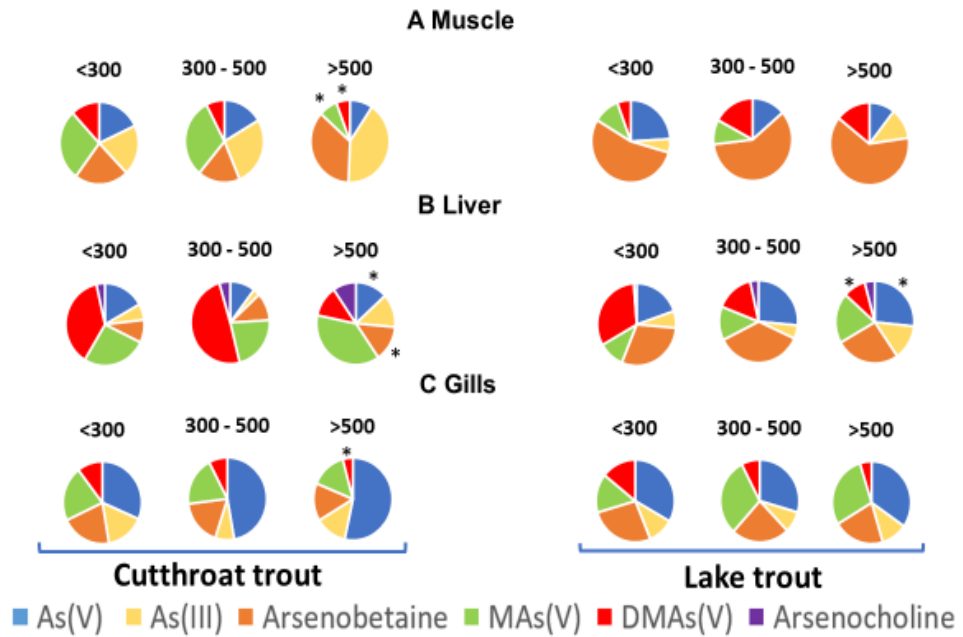 A Muscle
<300 300 - 500 >500 <300 300 - 500 >500
* *
B Liver
<300 300 - 500 >500 <300 300 - 500 >500
* * * *
C Gills
<300 300 - 500 >500 <300 300 - 500 >500
*
Cutthroat trout Lake trout
As(V) As(III) Arsenobetaine MAs(V) DMAs(V) Arsenocholine